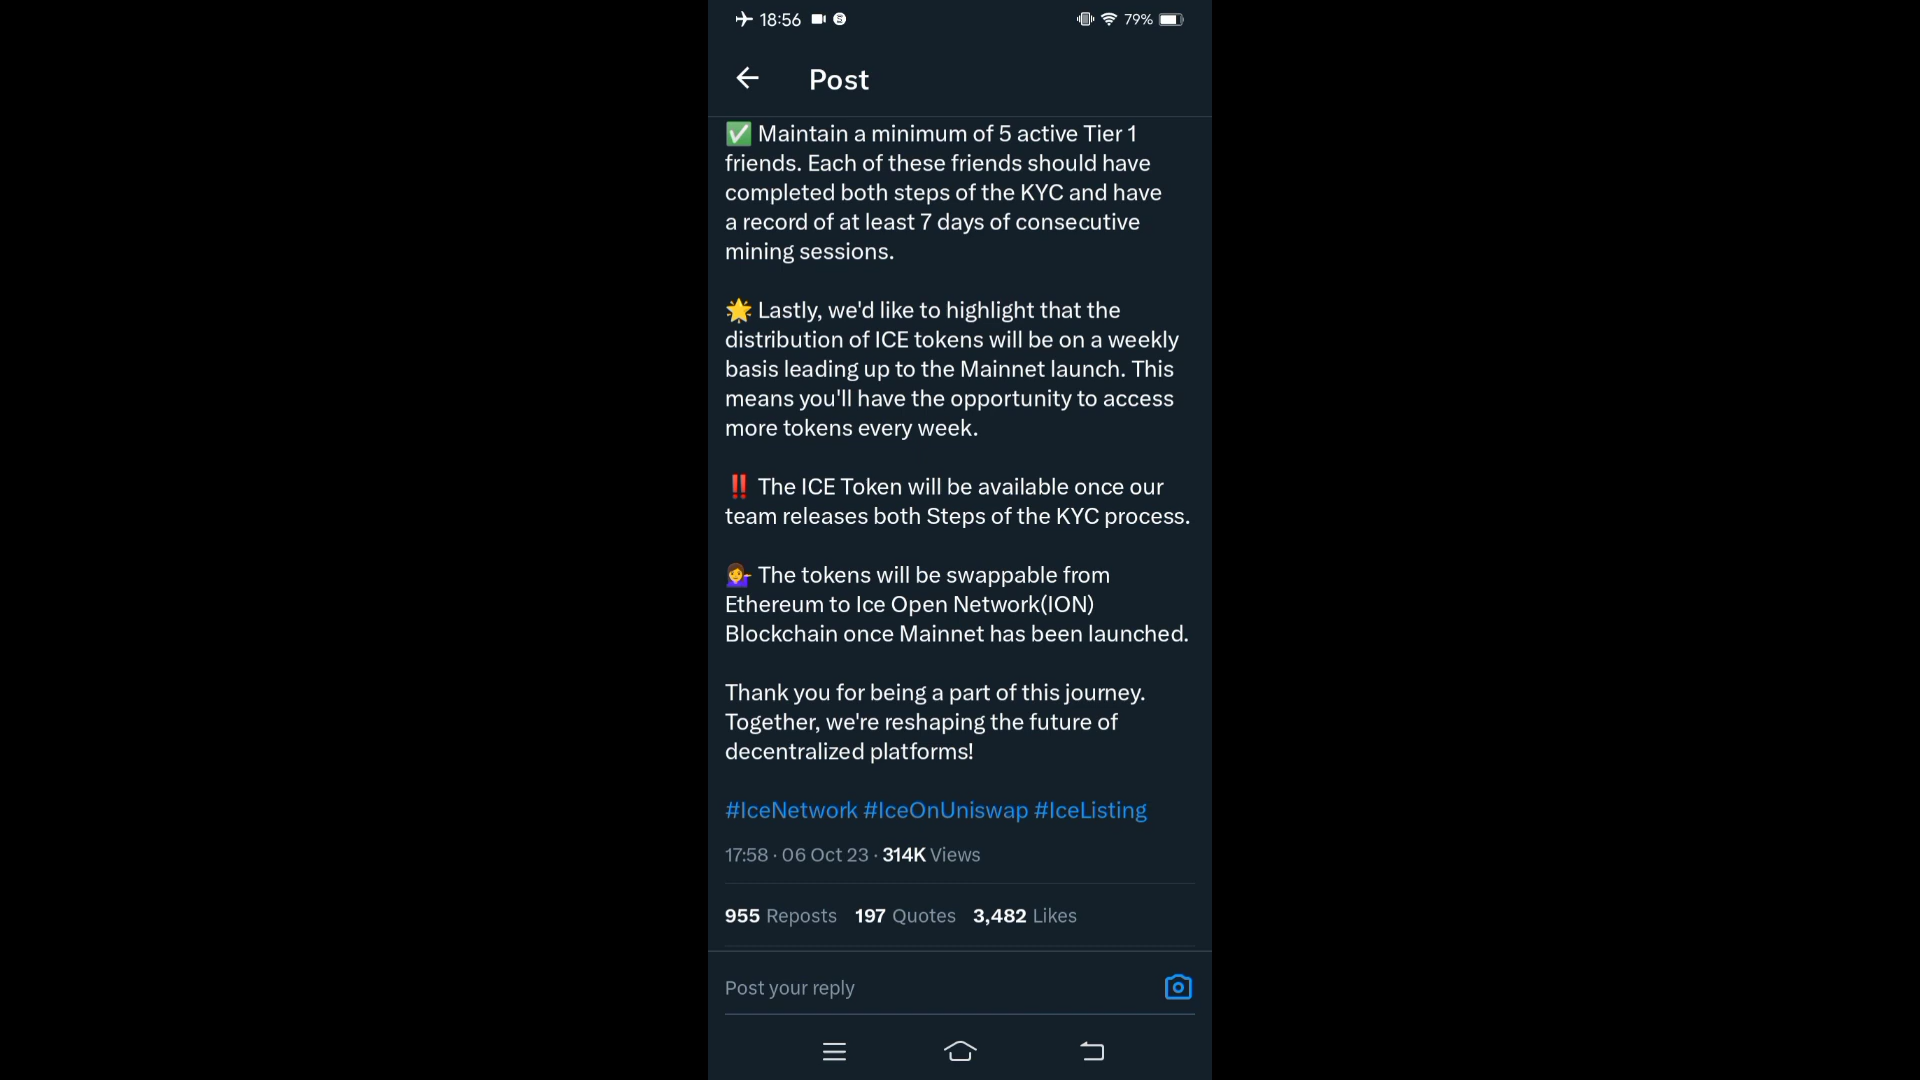 18:56
79%
Post
✅ Maintain a minimum of 5 active Tier 1
friends. Each of these friends should have
completed both steps of the KYC and have
a record of at least 7 days of consecutive
mining sessions.
🌟 Lastly, we'd like to highlight that the
distribution of ICE tokens will be on a weekly
basis leading up to the Mainnet launch. This
means you'll have the opportunity to access
more tokens every week.
‼️ The ICE Token will be available once our
team releases both Steps of the KYC process.
💁‍♀️ The tokens will be swappable from
Ethereum to Ice Open Network(ION)
Blockchain once Mainnet has been launched.
Thank you for being a part of this journey.
Together, we're reshaping the future of
decentralized platforms!
#IceNetwork #IceOnUniswap #IceListing
17:58 · 06 Oct 23 · 314K Views
955 Reposts 197 Quotes 3,482 Likes
Post your reply